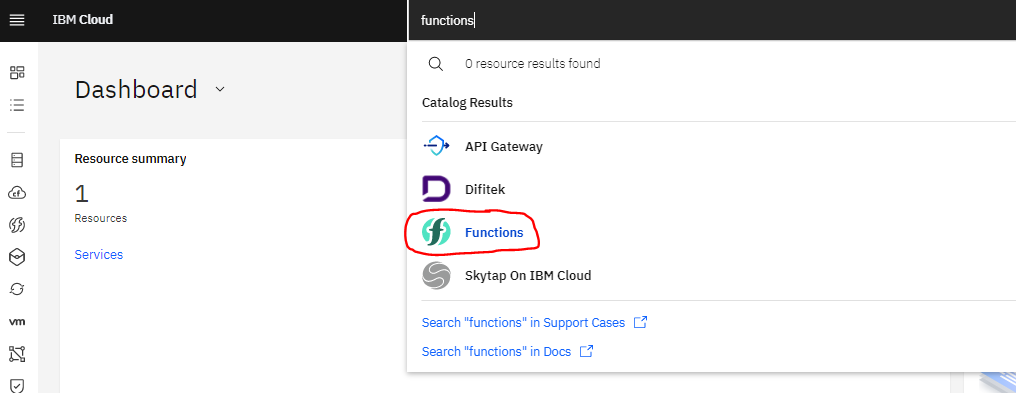 IBM Cloud
functions
0 resource results found
Dashboard
Catalog Results
Resource summary
API Gateway
1
Difitek
Resources
Functions
Services
Skytap On IBM Cloud
Search "functions" in Support Cases
vm
Search "functions" in Docs